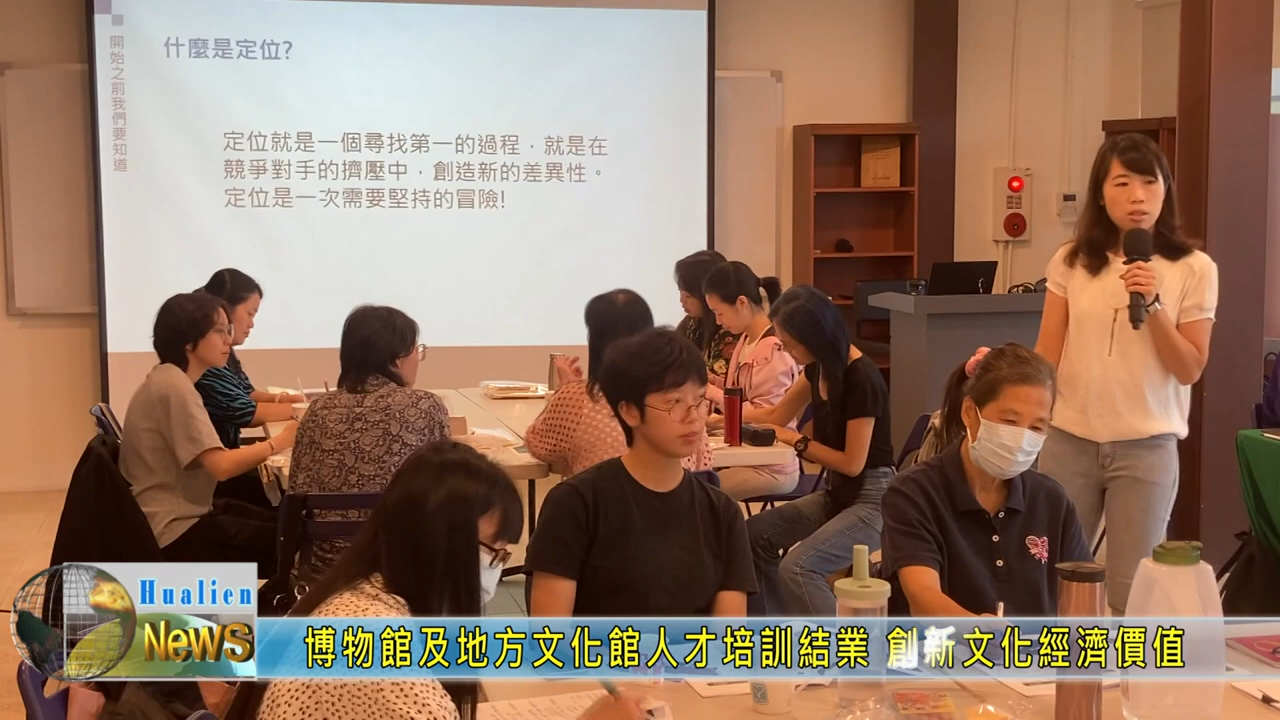 開始之前我們要知道
什麼是定位?
定位就是一個尋找第一的過程，就是在
競爭對手的擠壓中，創造新的差異性。
定位是一次需要堅持的冒險!
Hualien
NewS
博物館及地方文化館人才培訓結業 創新文化經濟價值